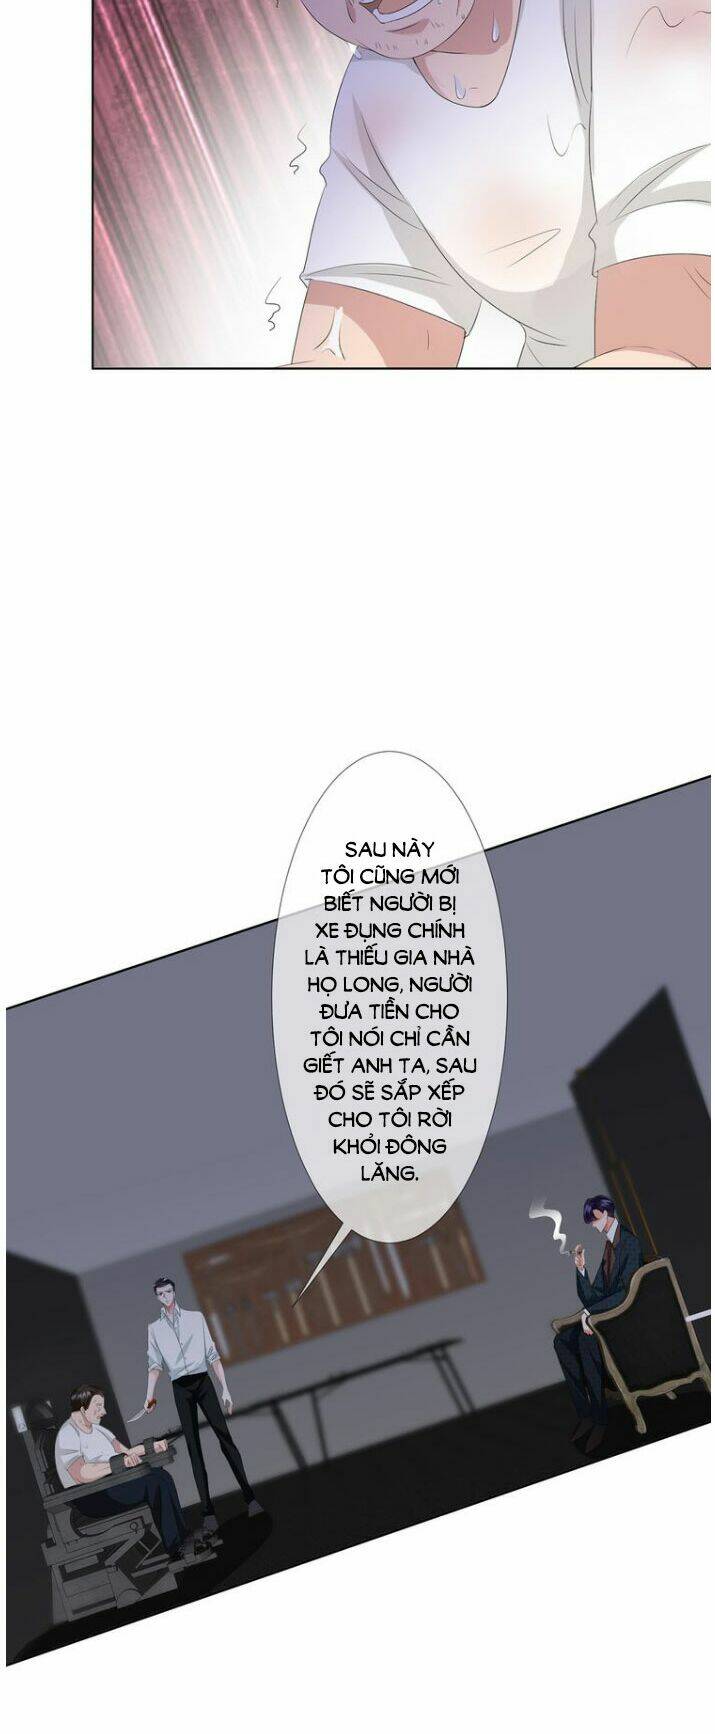 SAU NÀY
TÔI CŨNG MỚI
BIẾT NGƯỜI BỊ
XE ĐỤNG CHÍNH
LÀ THIẾU GIA NHÀ
HỌ LONG, NGƯỜI
ĐƯA TIỀN CHO
TÔI NÓI CHỈ CẦN
GIẾT ANH TA, SAU
ĐÓ SẼ SẮP XẾP
CHO TÔI RỜI
KHỎI ĐÔNG
LĂNG.